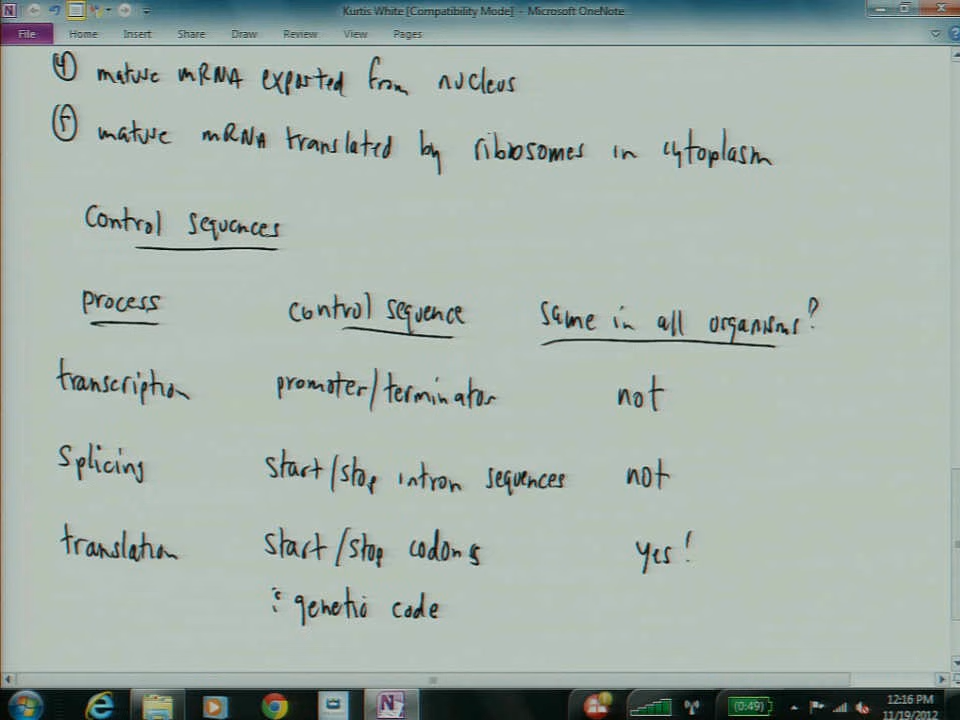 Kurtis White [Compatibility Mode] - Microsoft OneNote
File Home Insert Share Draw Review View Pages
④ mature mRNA exported from nucleus
⑤ mature mRNA translated by ribosomes in cytoplasm
Control sequences
process control sequence same in all organisms?
transcription promoter/terminator not
Splicing start/stop intron sequences not
translation start/stop codons yes!
& genetic code
(0:49) 12:16 PM
11/19/2012